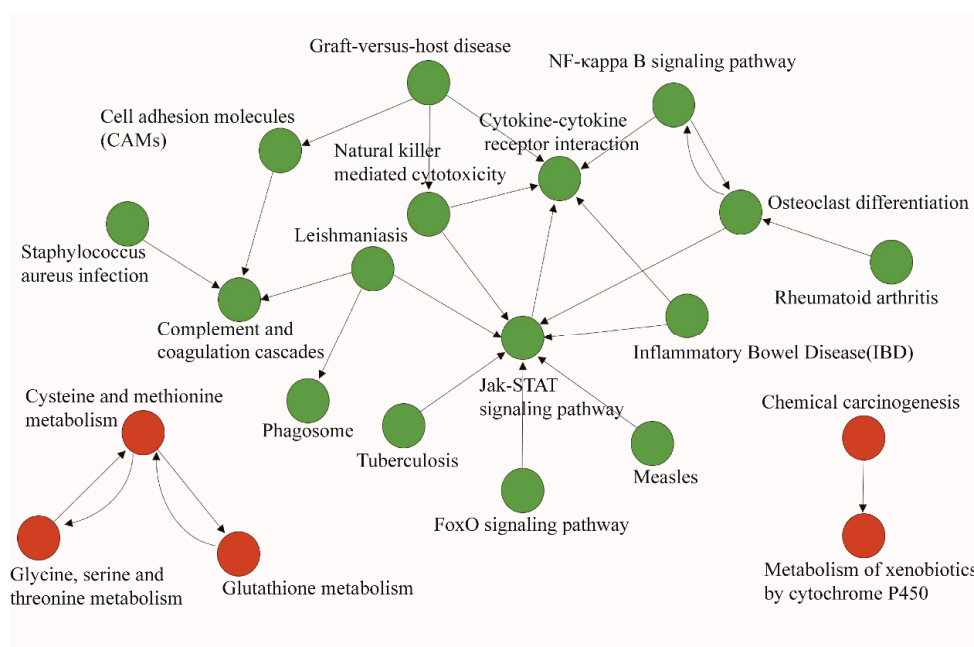 Graft-versus-host disease
NF-κappa B signaling pathway
Cell adhesion molecules
(CAMs)
Cytokine-cytokine
receptor interaction
Natural killer
mediated cytotoxicity
Osteoclast differentiation
Staphylococcus
aureus infection
Leishmaniasis
Rheumatoid arthritis
Complement and
coagulation cascades
Inflammatory Bowel Disease(IBD)
Jak-STAT
signaling pathway
Cysteine and methionine
metabolism
Chemical carcinogenesis
Phagosome
Tuberculosis
Measles
FoxO signaling pathway
Glycine, serine and
threonine metabolism
Glutathione metabolism
Metabolism of xenobiotics
by cytochrome P450